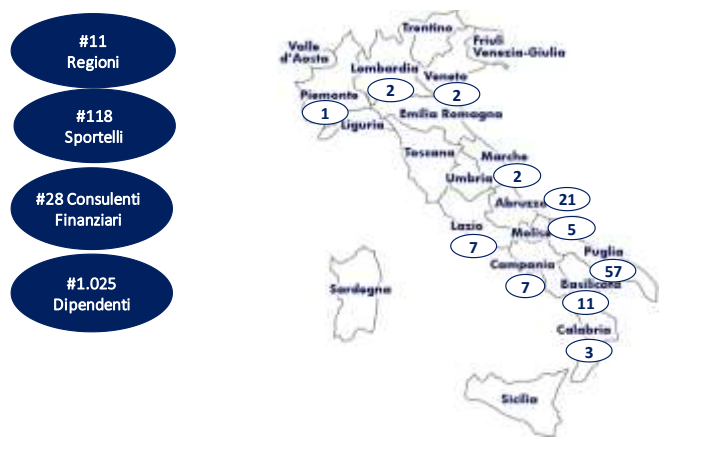 #11
Regioni
#118
Sportelli
#28 Consulenti
Finanziari
#1.025
Dipendenti
Trentino
Friuli
Venezia-Giulia
Valle
d'Aosta
Lombardia
Veneto
2
2
Piemonte
1
Emilia Romagna
Liguria
Toscana
Marche
2
Umbria
Abruzzo
21
Lazio
Molise
5
7
Puglia
Campania
57
7
Basilicata
11
Sardegna
Calabria
3
Sicilia